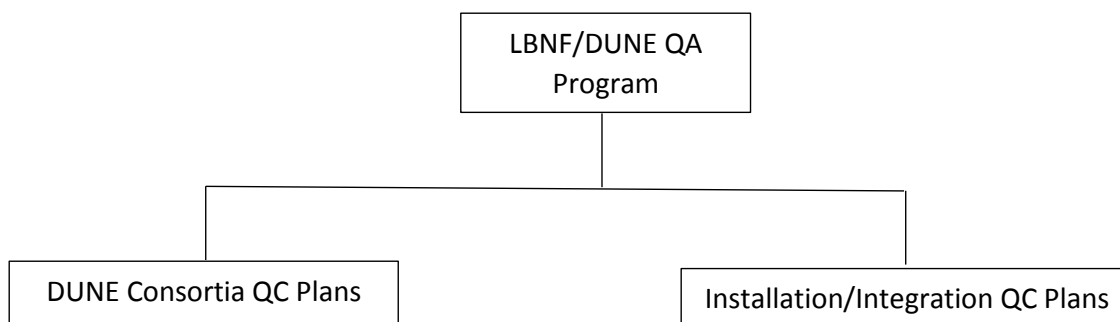 LBNF/DUNE QA
Program
DUNE Consortia QC Plans
Installation/Integration QC Plans